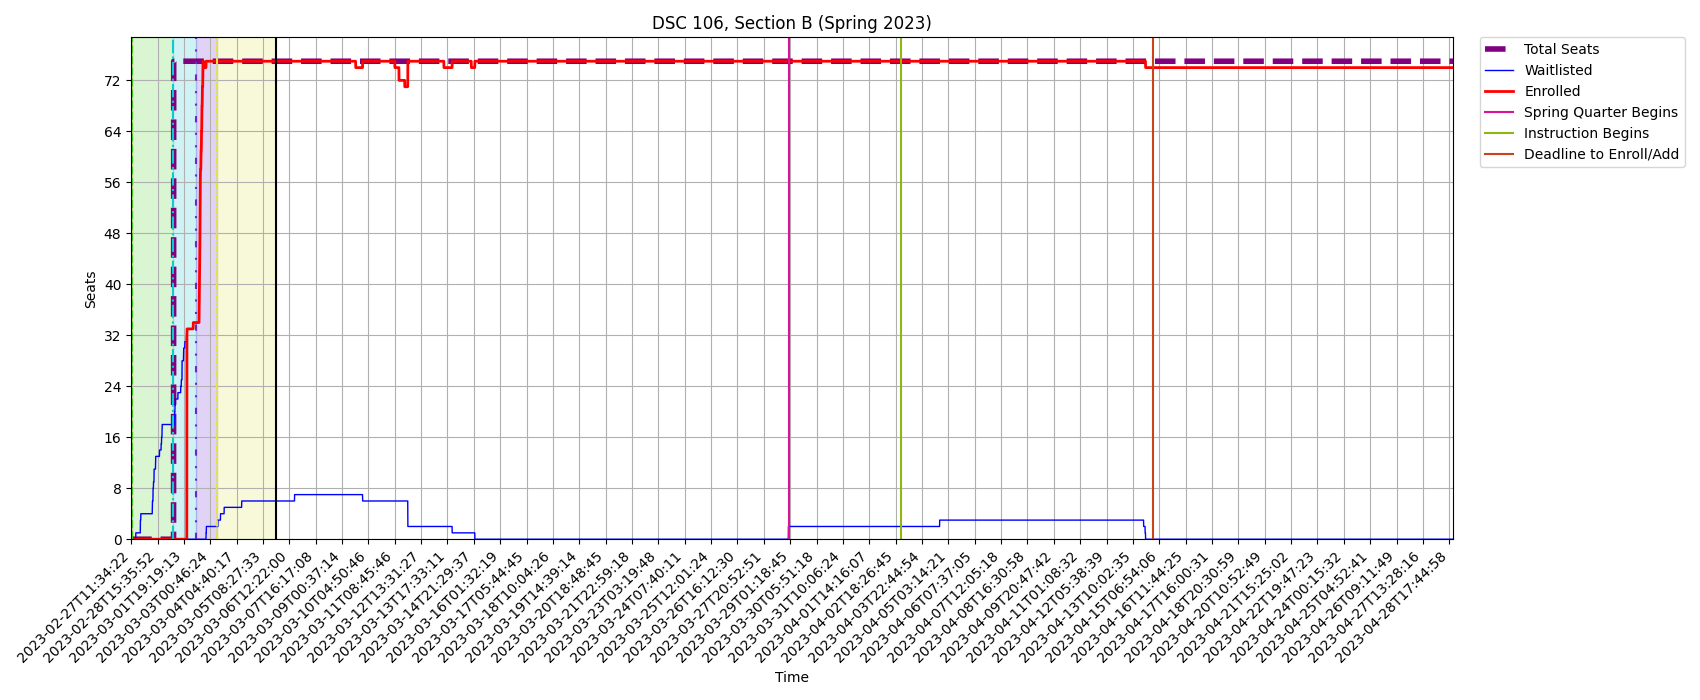 DSC 106, Section B (Spring 2023)
Total Seats
Waitlisted
Enrolled
Spring Quarter Begins
Instruction Begins
Deadline to Enroll/Add
Seats
72
64
56
48
40
32
24
16
8
0
2023-02-27T11:34:22
2023-02-28T15:35:52
2023-03-01T19:19:13
2023-03-03T00:46:24
2023-03-04T04:40:17
2023-03-05T08:27:33
2023-03-06T12:22:00
2023-03-07T16:17:08
2023-03-09T00:37:14
2023-03-10T04:50:46
2023-03-11T08:45:46
2023-03-12T13:31:27
2023-03-13T17:33:11
2023-03-14T21:29:37
2023-03-16T01:32:19
2023-03-17T05:44:45
2023-03-18T10:04:26
2023-03-19T14:39:14
2023-03-20T18:48:45
2023-03-21T22:59:18
2023-03-23T03:19:48
2023-03-24T07:40:11
2023-03-25T12:01:24
2023-03-26T16:12:30
2023-03-27T20:52:51
2023-03-29T01:18:45
2023-03-30T05:51:18
2023-03-31T10:06:24
2023-04-01T14:16:07
2023-04-02T18:26:45
2023-04-03T22:44:54
2023-04-05T03:14:21
2023-04-06T07:37:05
2023-04-07T12:05:18
2023-04-08T16:30:58
2023-04-09T20:47:42
2023-04-11T01:08:32
2023-04-12T05:38:39
2023-04-13T10:02:35
2023-04-15T06:54:06
2023-04-16T11:44:25
2023-04-17T16:00:31
2023-04-18T20:30:59
2023-04-20T10:52:49
2023-04-21T15:25:02
2023-04-22T19:47:23
2023-04-24T00:15:32
2023-04-25T04:52:41
2023-04-26T09:11:49
2023-04-27T13:28:16
2023-04-28T17:44:58
Time